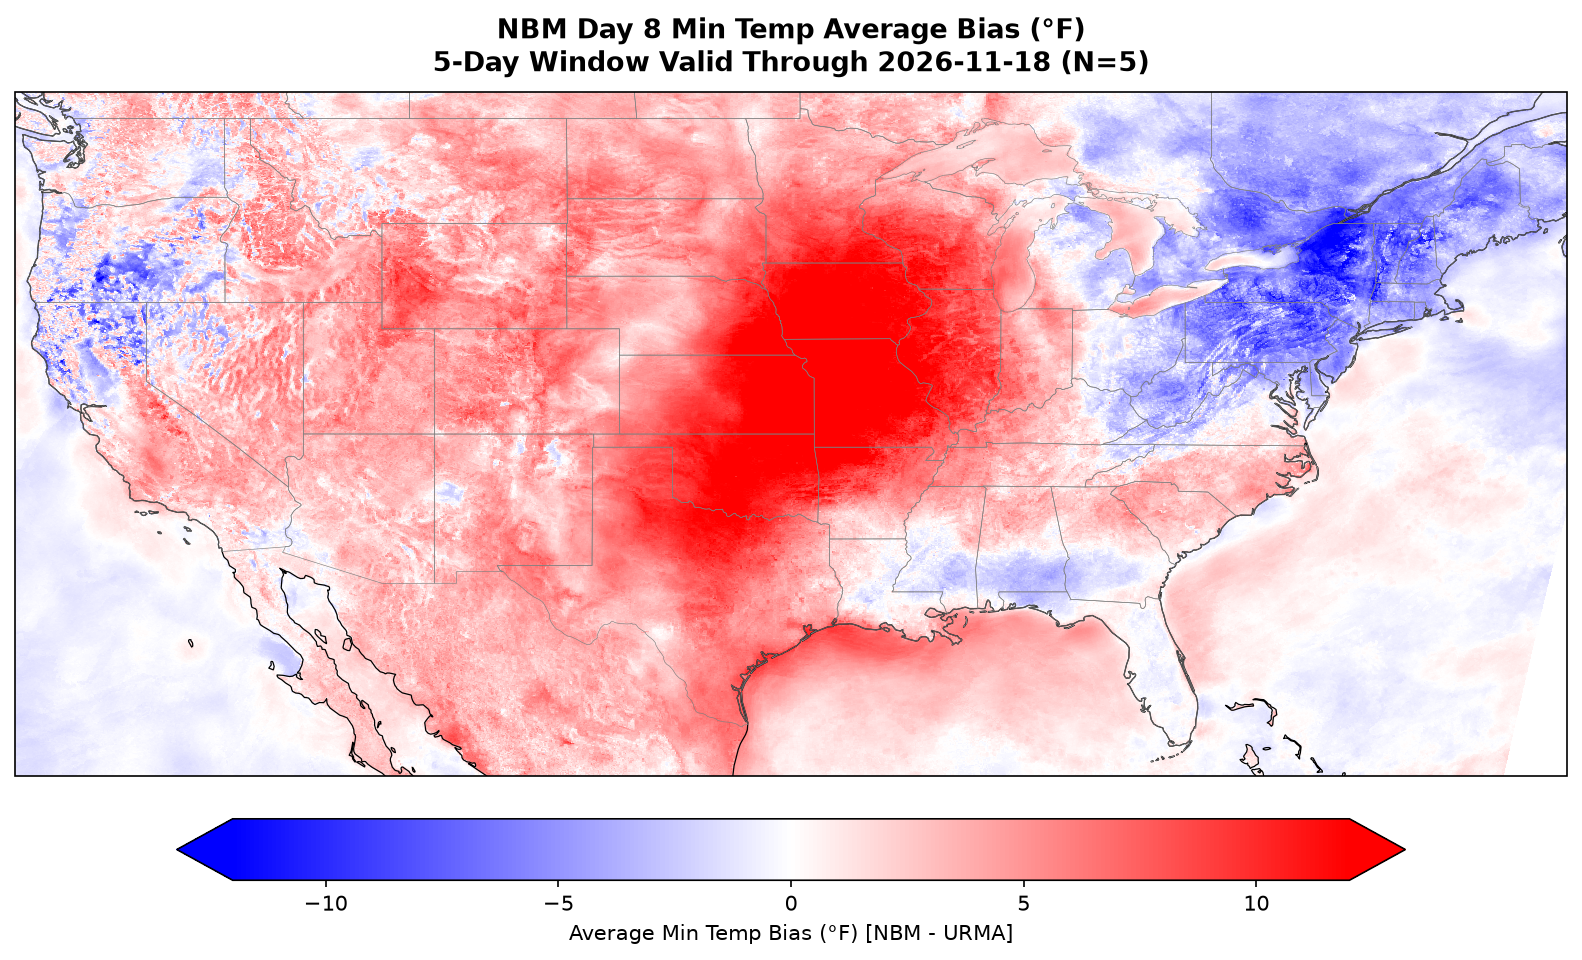 NBM Day 8 Min Temp Average Bias (°F)
5-Day Window Valid Through 2026-11-18 (N=5)
−10 −5 0 5 10
Average Min Temp Bias (°F) [NBM - URMA]